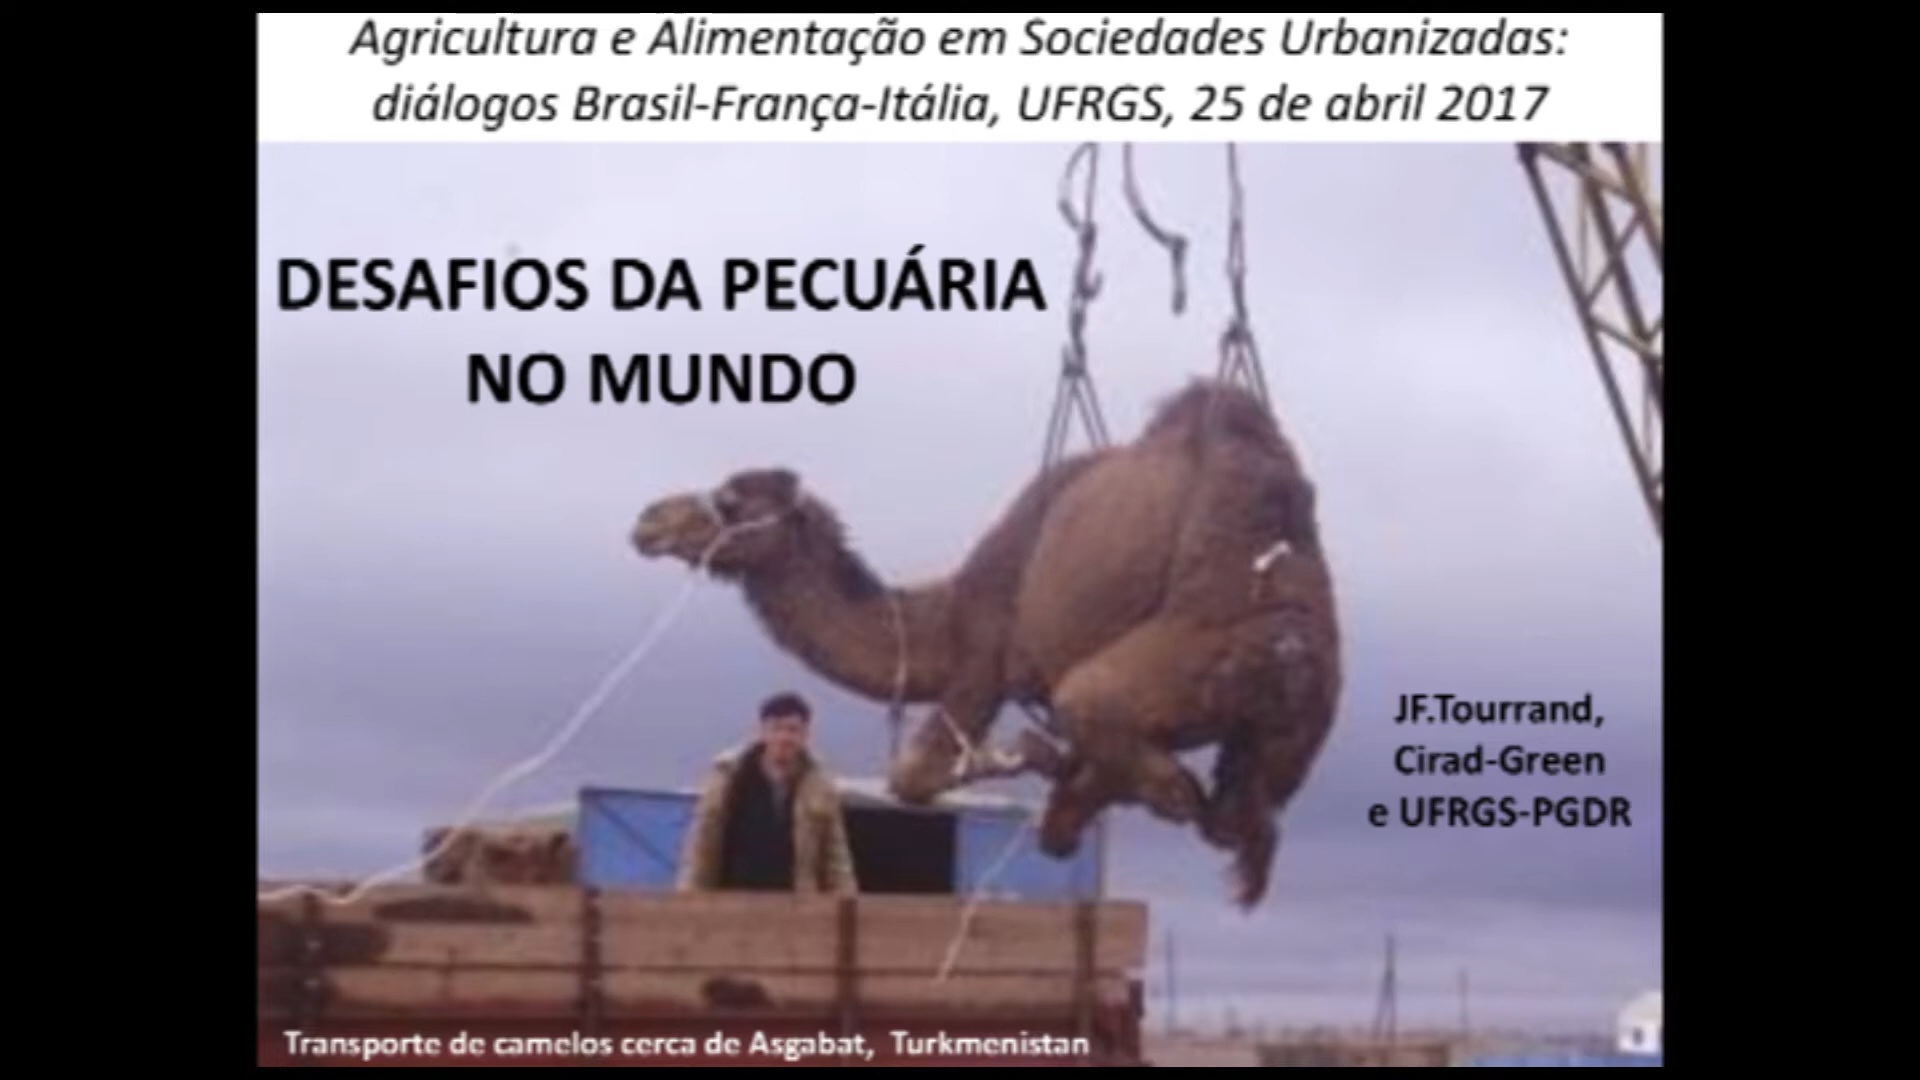 Agricultura e Alimentação em Sociedades Urbanizadas:
diálogos Brasil-França-Itália, UFRGS, 25 de abril 2017
DESAFIOS DA PECUÁRIA
NO MUNDO
JF.Tourrand,
Cirad-Green
e UFRGS-PGDR
Transporte de camelos cerca de Asgabat, Turkmenistan